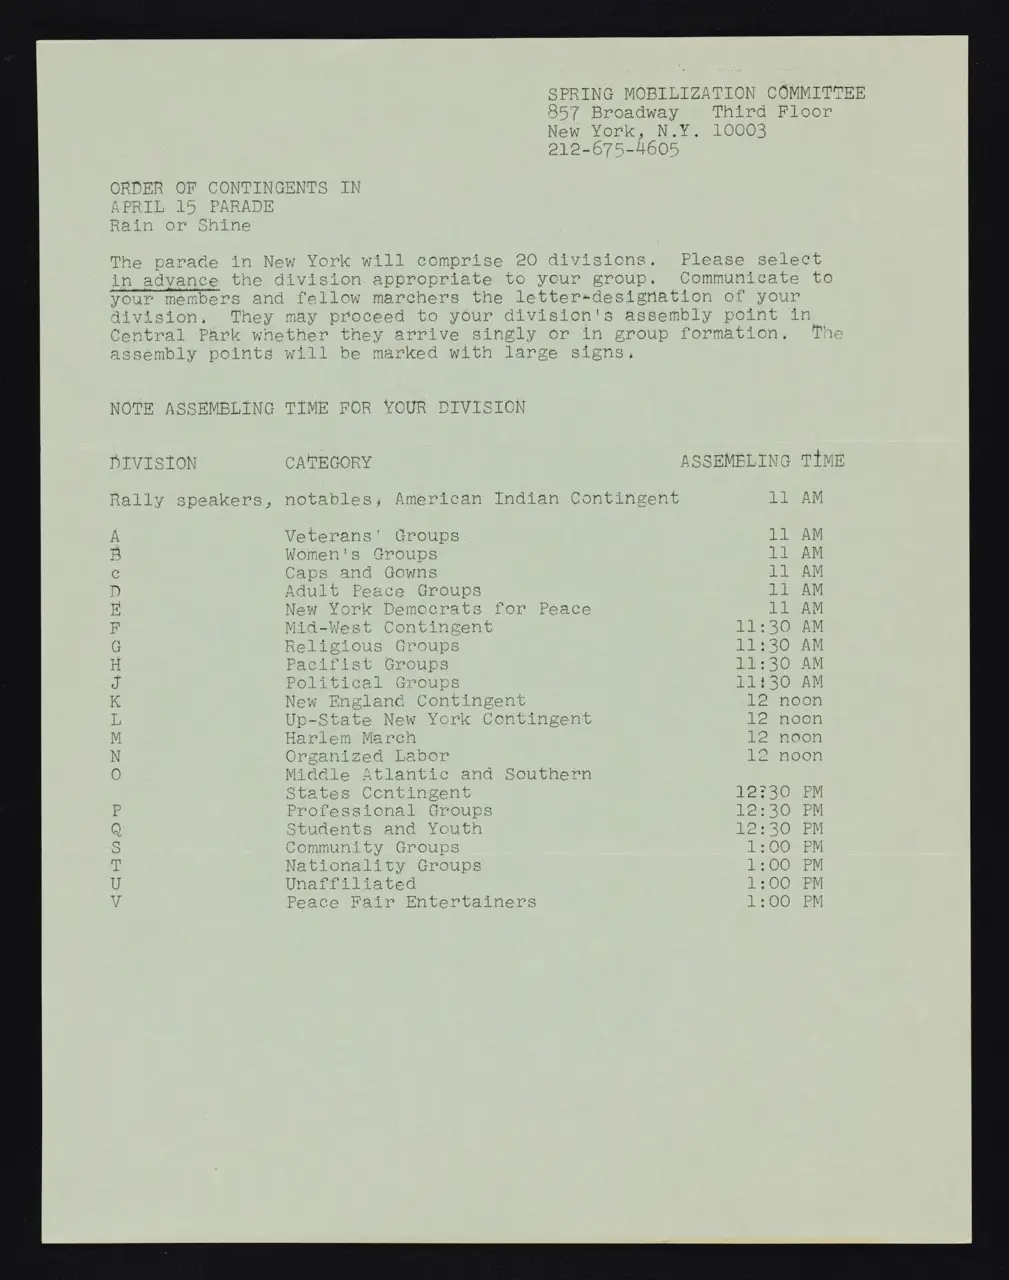 SPRING MOBILIZATION COMMITTEE
857 Broadway Third Floor
New York, N.Y. 10003
212-675-4605
ORDER OF CONTINGENTS IN
APRIL 15 PARADE
Rain or Shine
The parade in New York will comprise 20 divisions. Please select
in advance the division appropriate to your group. Communicate to
your members and fellow marchers the letter-designation of your
division. They may proceed to your division's assembly point in
Central Park whether they arrive singly or in group formation. The
assembly points will be marked with large signs.
NOTE ASSEMBLING TIME FOR YOUR DIVISION
DIVISION CATEGORY ASSEMBLING TIME
Rally speakers, notables, American Indian Contingent 11 AM
A Veterans' Groups 11 AM
B Women's Groups 11 AM
c Caps and Gowns 11 AM
D Adult Peace Groups 11 AM
E New York Democrats for Peace 11 AM
F Mid-West Contingent 11:30 AM
G Religious Groups 11:30 AM
H Pacifist Groups 11:30 AM
J Political Groups 11:30 AM
K New England Contingent 12 noon
L Up-State New York Contingent 12 noon
M Harlem March 12 noon
N Organized Labor 12 noon
O Middle Atlantic and Southern
States Contingent 12:30 PM
P Professional Groups 12:30 PM
Q Students and Youth 12:30 PM
S Community Groups 1:00 PM
T Nationality Groups 1:00 PM
U Unaffiliated 1:00 PM
V Peace Fair Entertainers 1:00 PM